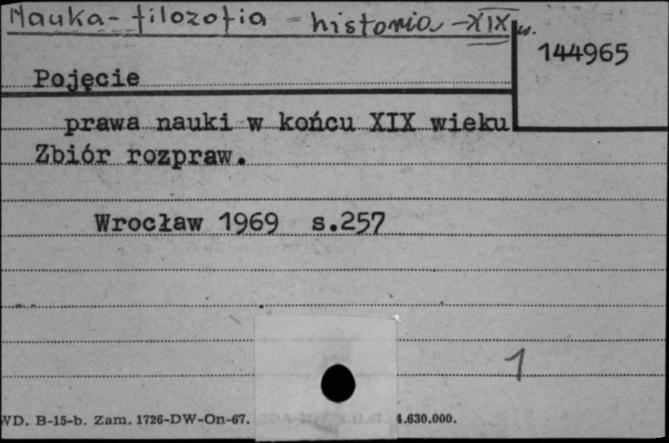 Nauka - filozofia - historia - XIX w.
144965
Pojęcie
prawa nauki w końcu XIX wieku
Zbiór rozpraw.
Wrocław 1969 s.257
1
WD. B-15-b. Zam. 1726-DW-On-67.
4.630.000.